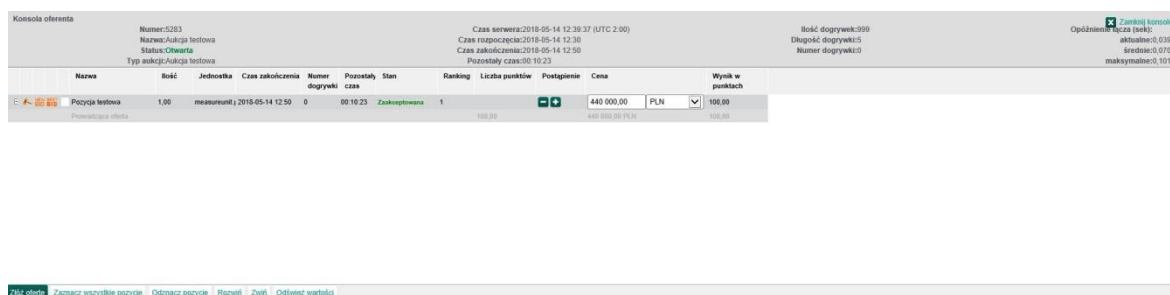 Konsola oferenta
Zamknij konsol
Numer:5283
Nazwa:Aukcja testowa
Status:Otwarta
Typ aukcji:Aukcja testowa
Czas serwera:2018-05-14 12:39:37 (UTC 2:00)
Czas rozpoczęcia:2018-05-14 12:30
Czas zakończenia:2018-05-14 12:50
Pozostały czas:00:10:23
Ilość dogrywek:999
Długość dogrywki:5
Numer dogrywki:0
Opóźnienie łącza (sek):
aktualne:0,039
średnie:0,070
maksymalne:0,101
Nazwa Ilość Jednostka Czas zakończenia Numer dogrywki Pozostały czas Stan Ranking Liczba punktów Postąpienie Cena Wynik w punktach
Pozycja testowa 1,00 measureunit.p 2018-05-14 12:50 0 00:10:23 Zaakceptowana 1 440 000,00 PLN 100,00
Prowadząca oferta 100,00 440 000,00 PLN 100,00
Złóż ofertę Zaznacz wszystkie pozycje Odznacz pozycje Rozwiń Zwiń Odśwież wartości